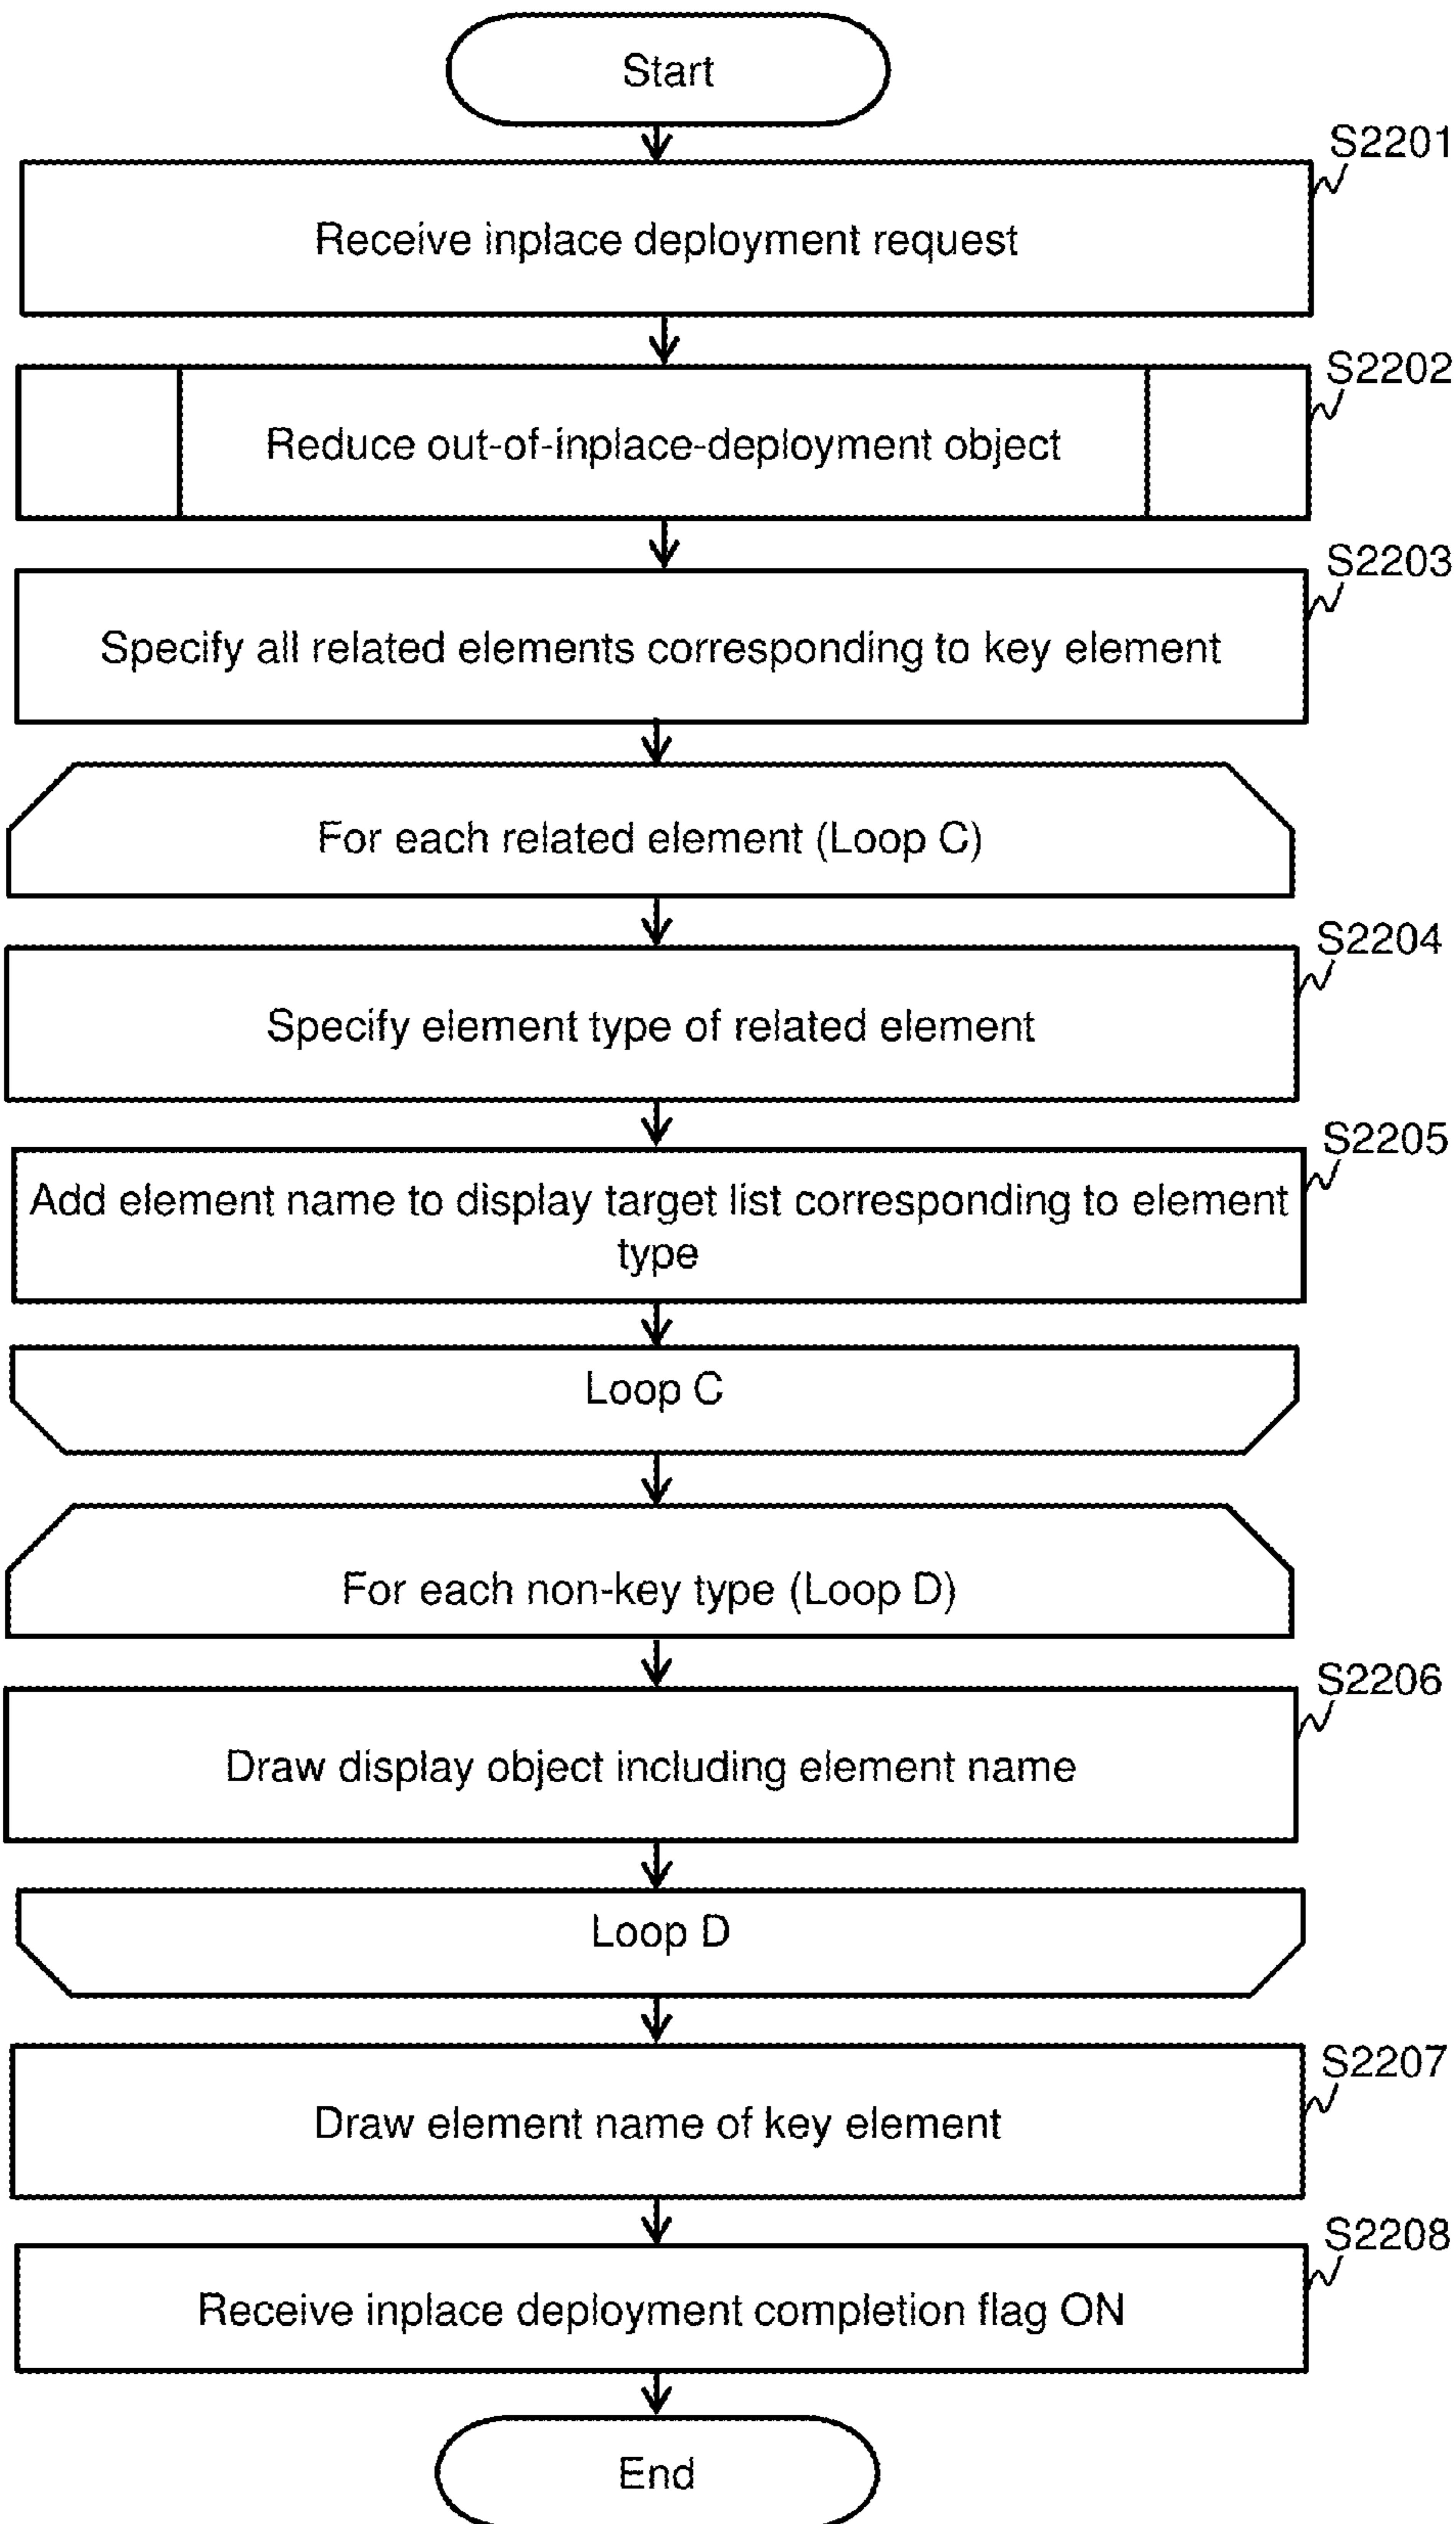 Start
S2201
Receive inplace deployment request
S2202
Reduce out-of-inplace-deployment object
S2203
Specify all related elements corresponding to key element
For each related element (Loop C)
S2204
Specify element type of related element
S2205
Add element name to display target list corresponding to element
type
Loop C
For each non-key type (Loop D)
S2206
Draw display object including element name
Loop D
S2207
Draw element name of key element
S2208
Receive inplace deployment completion flag ON
End